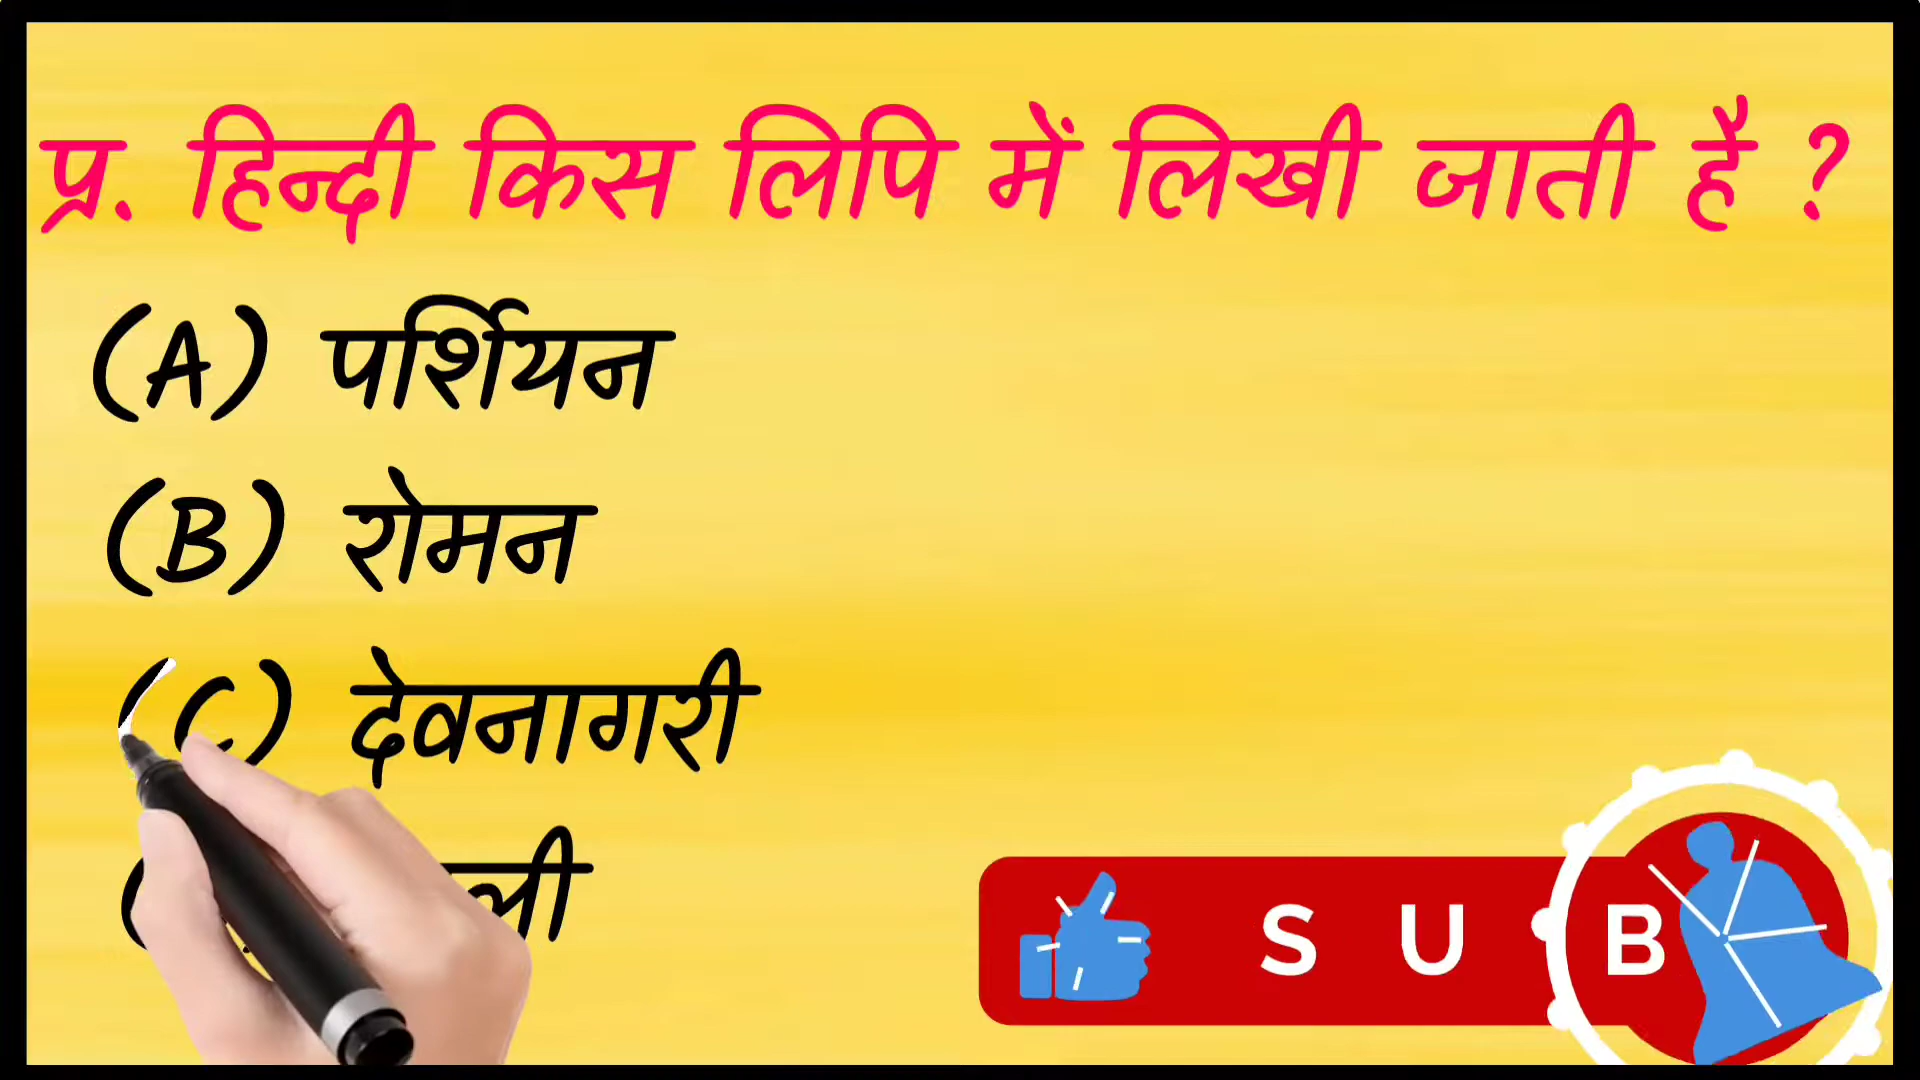 प्र. हिन्दी किस लिपि में लिखी जाती है ?
(A) पर्शियन
(B) रोमन
(C) देवनागरी
S U B